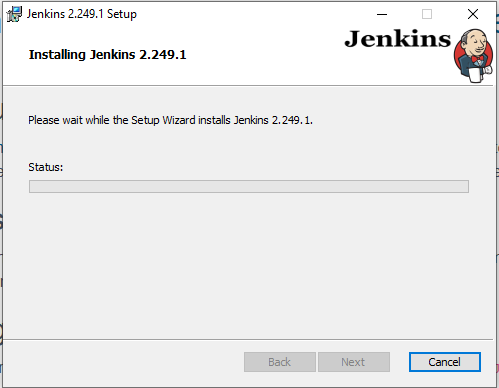 Jenkins 2.249.1 Setup
Installing Jenkins 2.249.1
Jenkins
Please wait while the Setup Wizard installs Jenkins 2.249.1.
Status:
Back
Next
Cancel